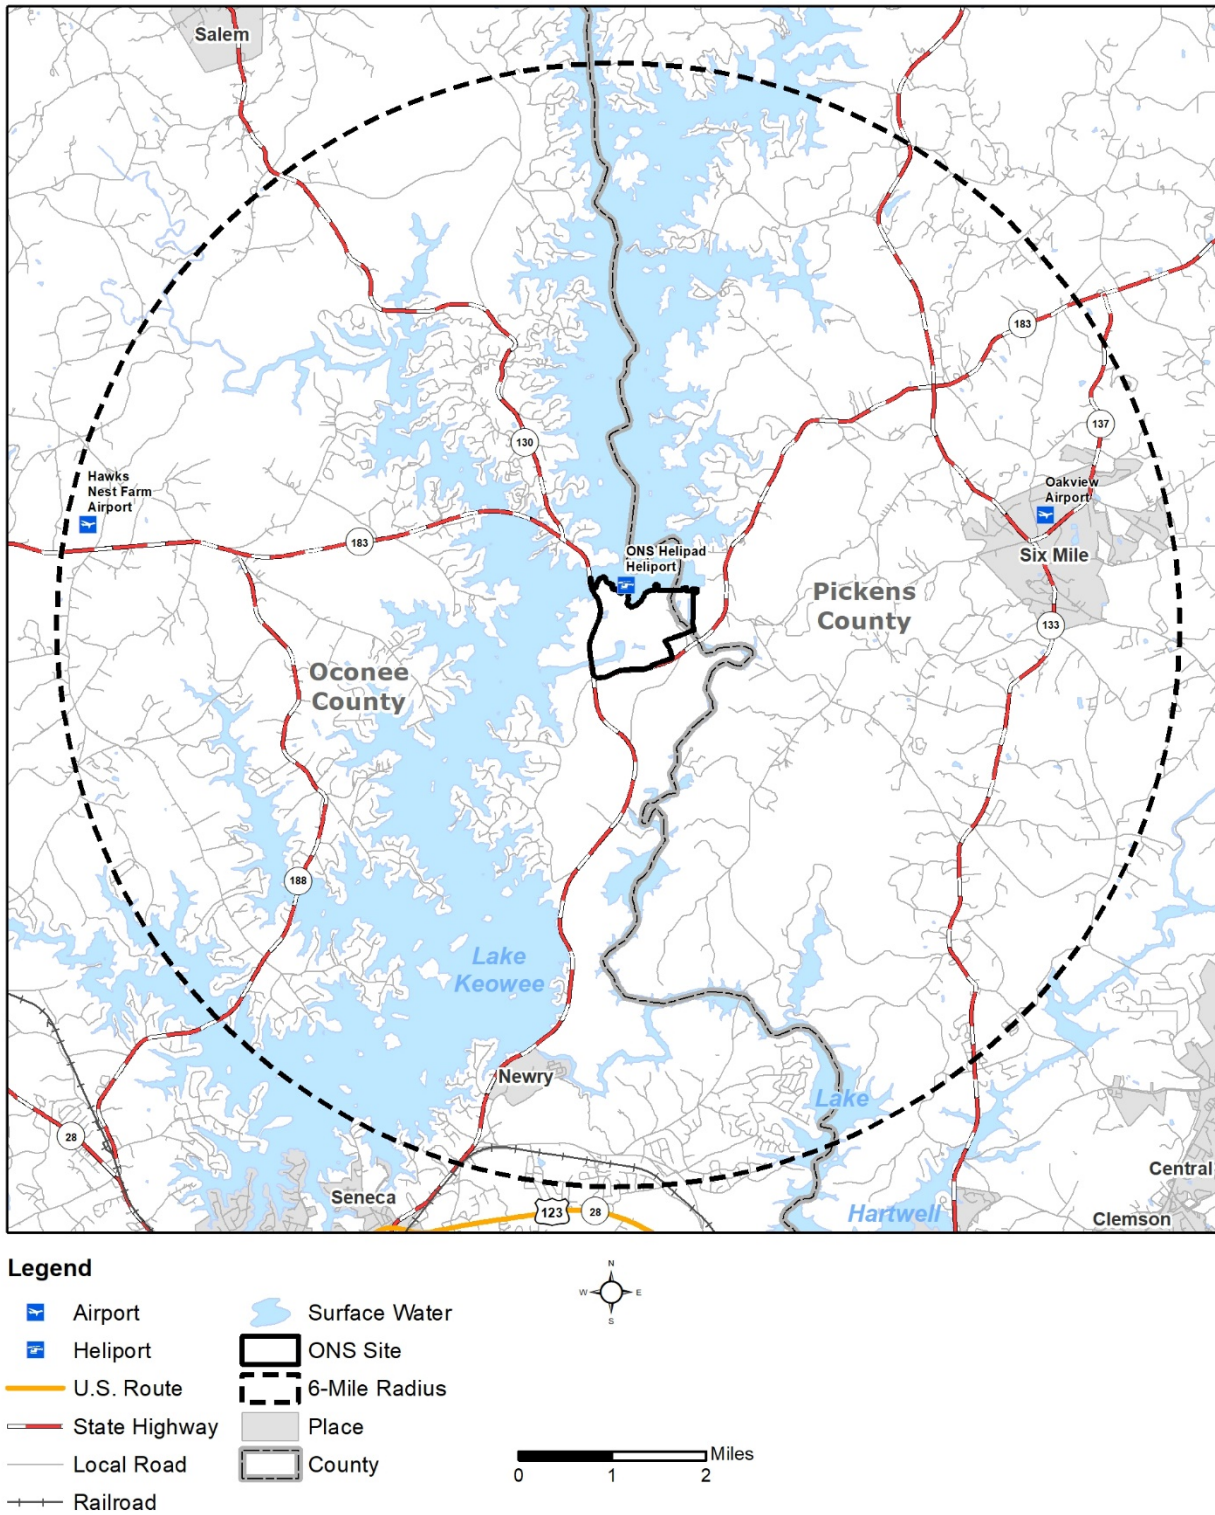 Salem
183
130
137
Hawks
Nest Farm
Airport
Oakview
Airport
183
ONS Helipad
Heliport
Six Mile
Pickens
County
133
Oconee
County
188
Lake
Keowee
Newry
Lake
28
Central
Seneca
123
28
Hartwell
Clemson
Legend
Airport
Heliport
U.S. Route
State Highway
Local Road
Railroad
Surface Water
ONS Site
6-Mile Radius
Place
County
N
W
E
S
Miles
0
1
2